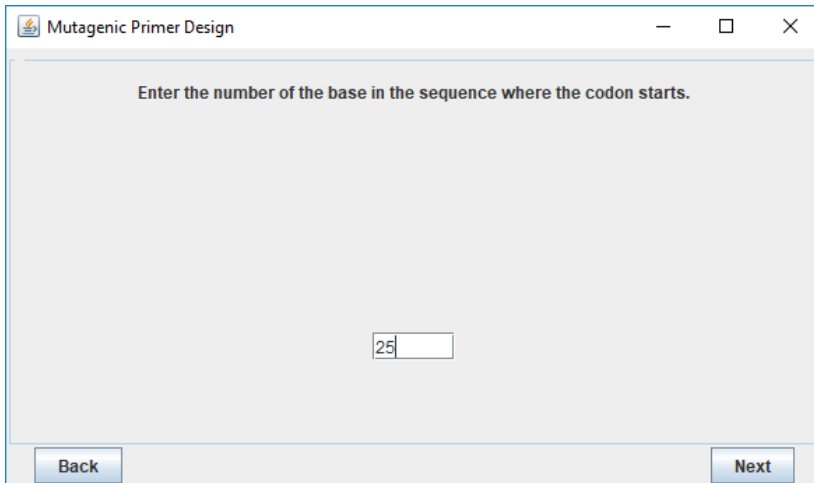 Mutagenic Primer Design
Enter the number of the base in the sequence where the codon starts.
25
Back
Next